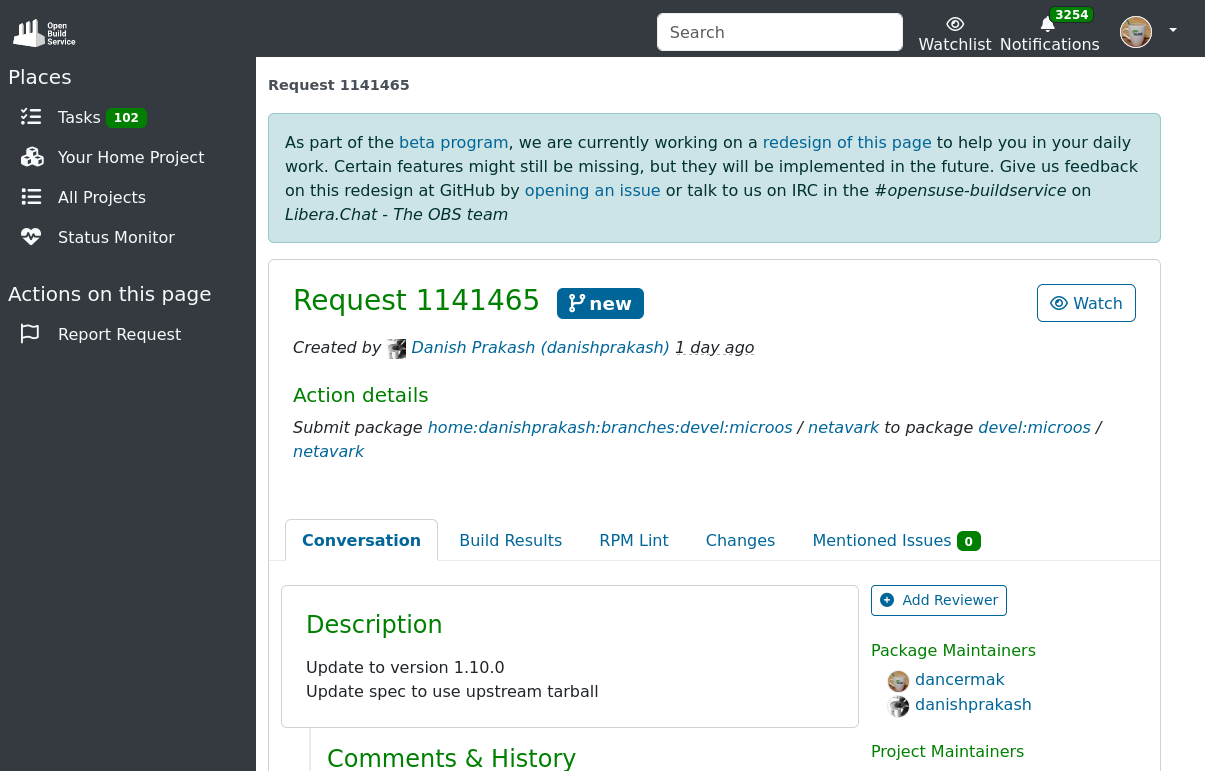 Open
Build
Service
Search
Watchlist
3254
Notifications
Places
Tasks 102
Your Home Project
All Projects
Status Monitor
Actions on this page
Report Request
Request 1141465
As part of the beta program, we are currently working on a redesign of this page to help you in your daily
work. Certain features might still be missing, but they will be implemented in the future. Give us feedback
on this redesign at GitHub by opening an issue or talk to us on IRC in the #opensuse-buildservice on
Libera.Chat - The OBS team
Request 1141465 new
Watch
Created by Danish Prakash (danishprakash) 1 day ago
Action details
Submit package home:danishprakash:branches:devel:microos / netavark to package devel:microos /
netavark
Conversation Build Results RPM Lint Changes Mentioned Issues 0
Description
Update to version 1.10.0
Update spec to use upstream tarball
Comments & History
Add Reviewer
Package Maintainers
dancermak
danishprakash
Project Maintainers